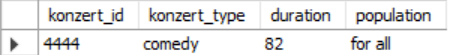 konzert_id konzert_type duration population
4444 comedy 82 for all